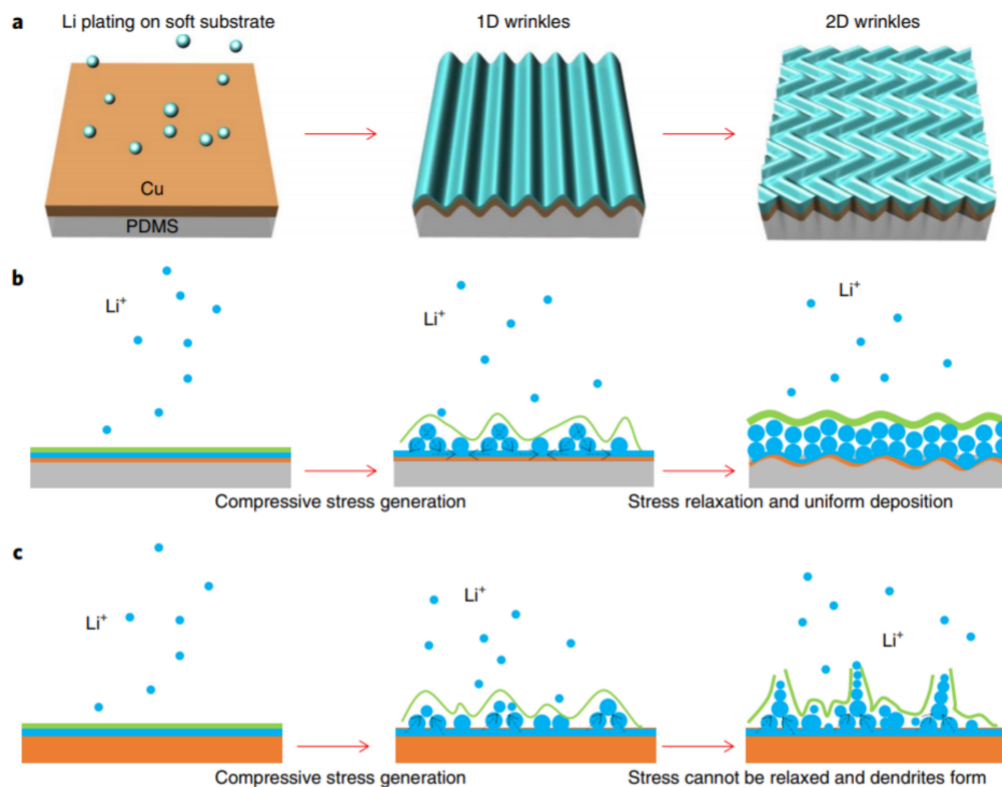 a
Li plating on soft substrate
1D wrinkles
2D wrinkles
Cu
PDMS
b
Li⁺
Li⁺
Li⁺
Compressive stress generation
Stress relaxation and uniform deposition
c
Li⁺
Li⁺
Li⁺
Compressive stress generation
Stress cannot be relaxed and dendrites form